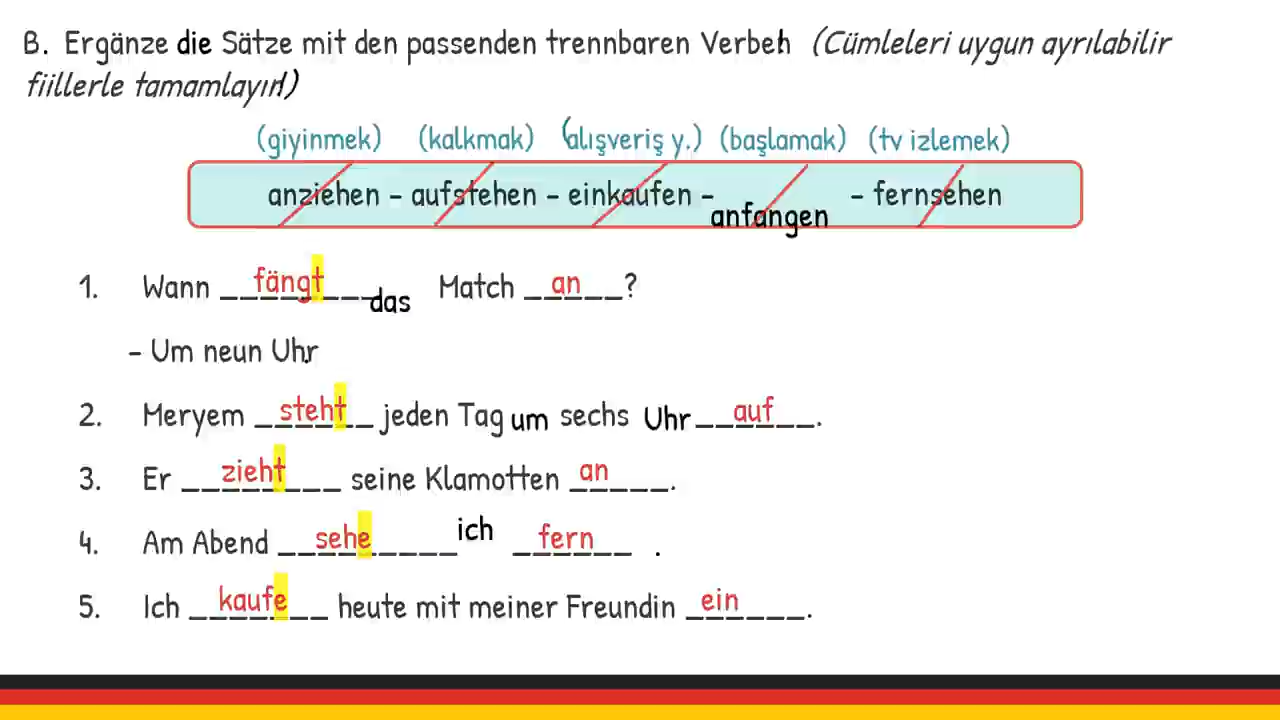 B. Ergänze die Sätze mit den passenden trennbaren Verben (Cümleleri uygun ayrılabilir
fiillerle tamamlayın!)
(giyinmek) (kalkmak) (alışveriş y.) (başlamak) (tv izlemek)
anziehen – aufstehen – einkaufen – anfangen – fernsehen
1. Wann fängt das Match an?
– Um neun Uhr
2. Meryem steht jeden Tag um sechs Uhr auf.
3. Er zieht seine Klamotten an.
4. Am Abend sehe ich fern.
5. Ich kaufe heute mit meiner Freundin ein.